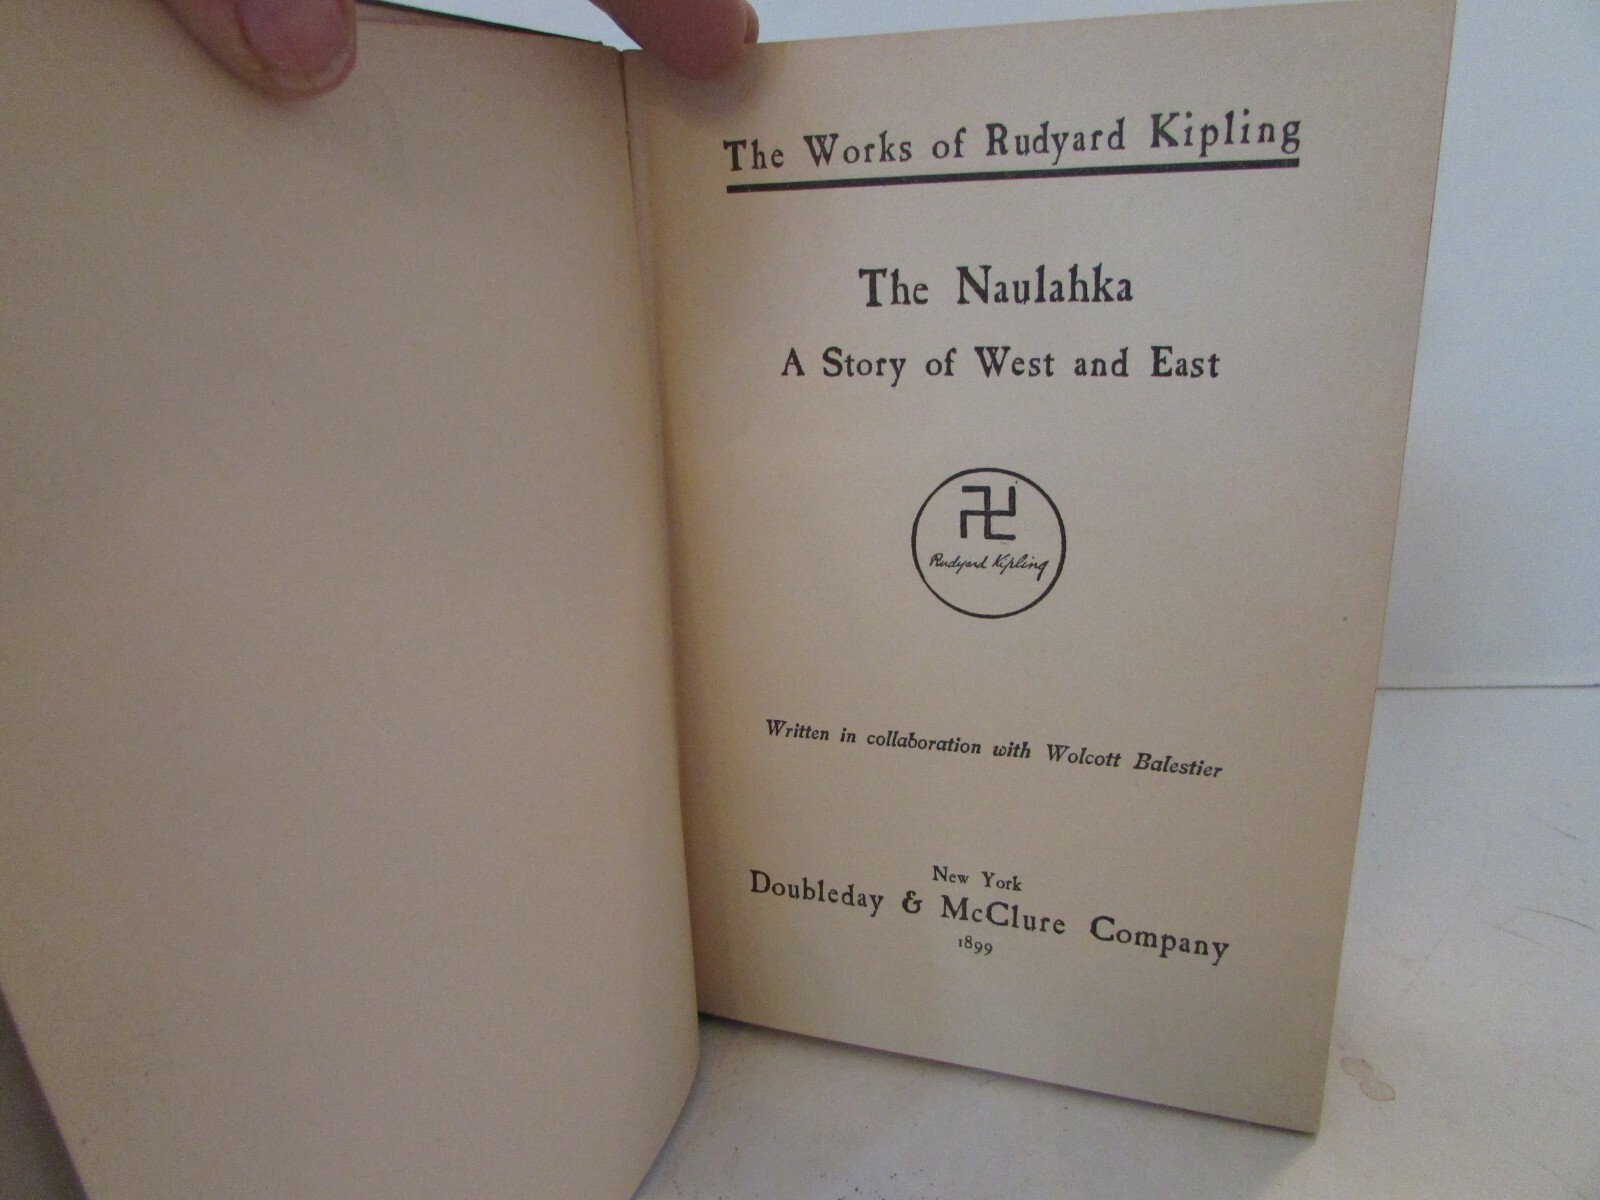 The Works of Rudyard Kipling
The Naulahka
A Story of West and East
Rudyard Kipling
Written in collaboration with Wolcott Balestier
New York
Doubleday & McClure Company
1899